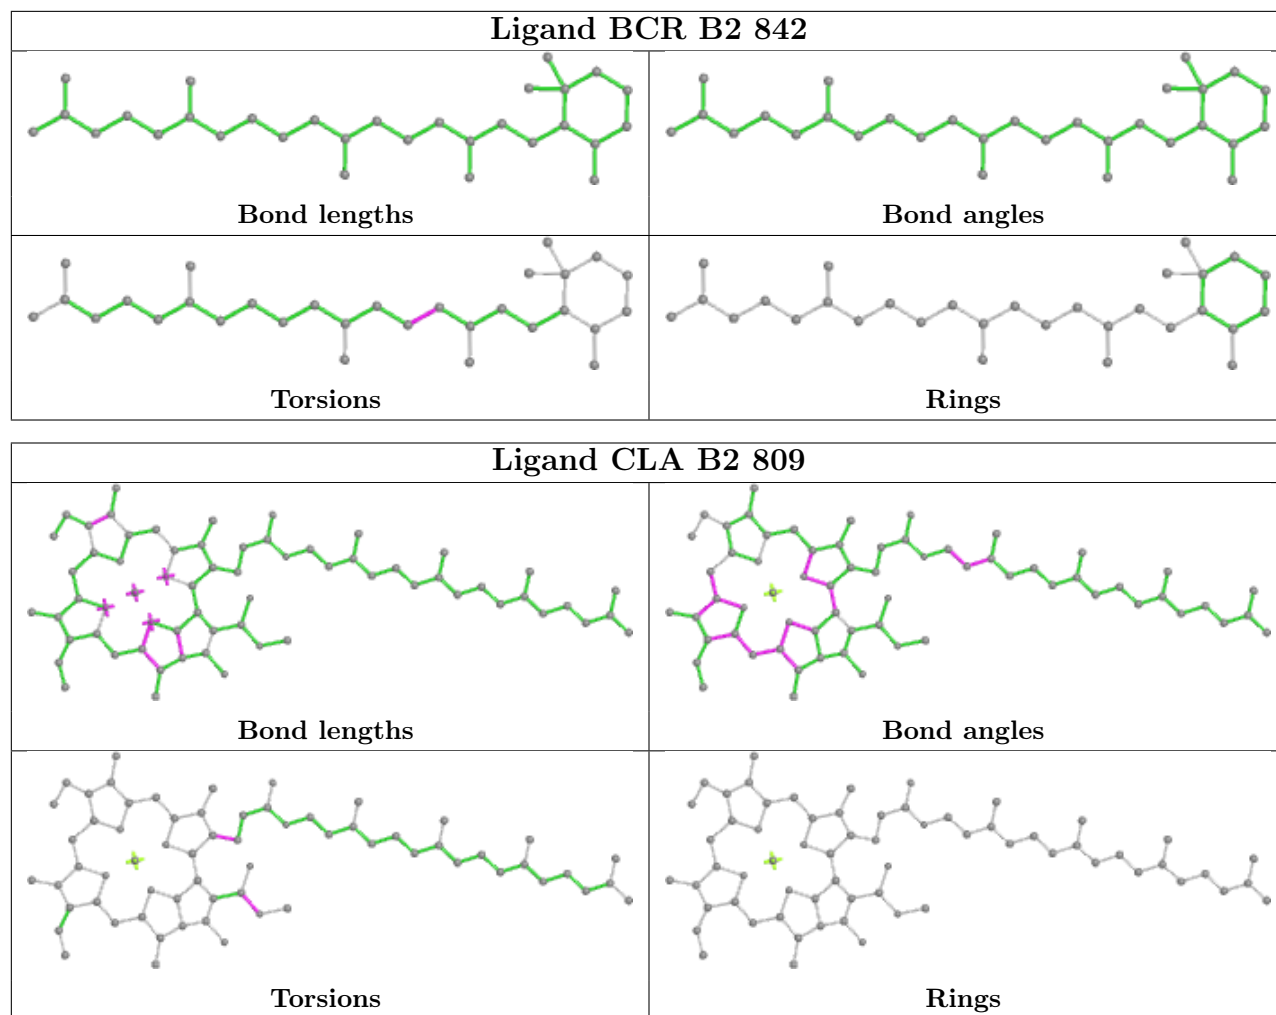 Ligand BCR B2 842
Bond lengths
Bond angles
Torsions
Rings
Ligand CLA B2 809
Bond lengths
Bond angles
Torsions
Rings